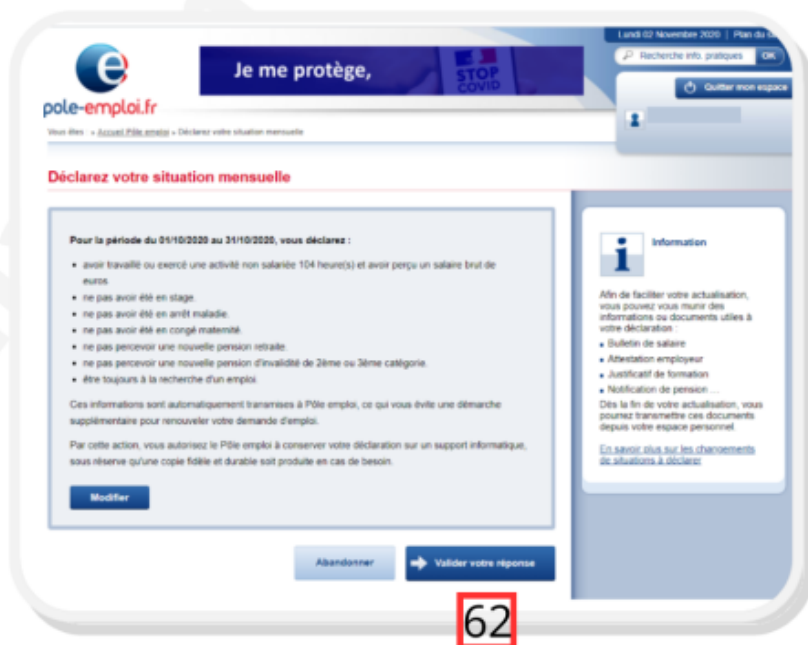 Lundi 02 Novembre 2020 | Plan du
Recherche info. pratiques OK
Quitter mon espace
Je me protège,
STOP
COVID
pole-emploi.fr
Vous êtes : » Accueil Pôle emploi » Déclarez votre situation mensuelle
Déclarez votre situation mensuelle
Pour la période du 01/10/2020 au 31/10/2020, vous déclarez :
• avoir travaillé ou exercé une activité non salariée 104 heure(s) et avoir perçu un salaire brut de
euros
• ne pas avoir été en stage.
• ne pas avoir été en arrêt maladie.
• ne pas avoir été en congé maternité.
• ne pas percevoir une nouvelle pension retraite.
• ne pas percevoir une nouvelle pension d'invalidité de 2ème ou 3ème catégorie.
• être toujours à la recherche d'un emploi
Ces informations sont automatiquement transmises à Pôle emploi, ce qui vous évite une démarche
supplémentaire pour renouveler votre demande d'emploi.
Par cette action, vous autorisez le Pôle emploi à conserver votre déclaration sur un support informatique,
sous réserve qu'une copie fidèle et durable soit produite en cas de besoin.
Modifier
Abandonner
Valider votre réponse
Information
Afin de faciliter votre actualisation,
vous pouvez vous munir des
informations ou documents utiles à
votre déclaration :
• Bulletin de salaire
• Attestation employeur
• Justificatif de formation
• Notification de pension ...
Dès la fin de votre actualisation, vous
pourrez transmettre ces documents
depuis votre espace personnel
En savoir plus sur les changements
de situations à déclarer
62